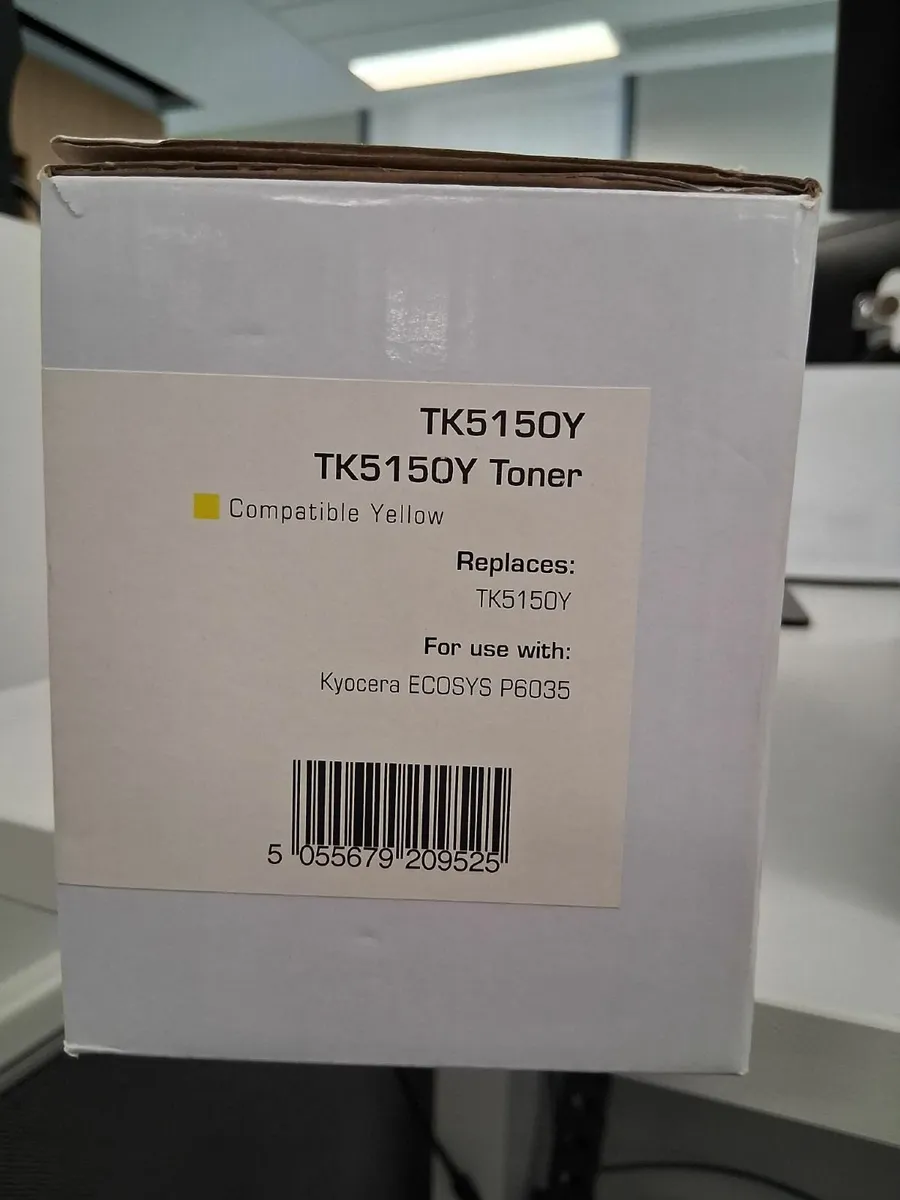 TK5150Y
TK5150Y Toner
Compatible Yellow
Replaces:
TK5150Y
For use with:
Kyocera ECOSYS P6035
5 055679 209525